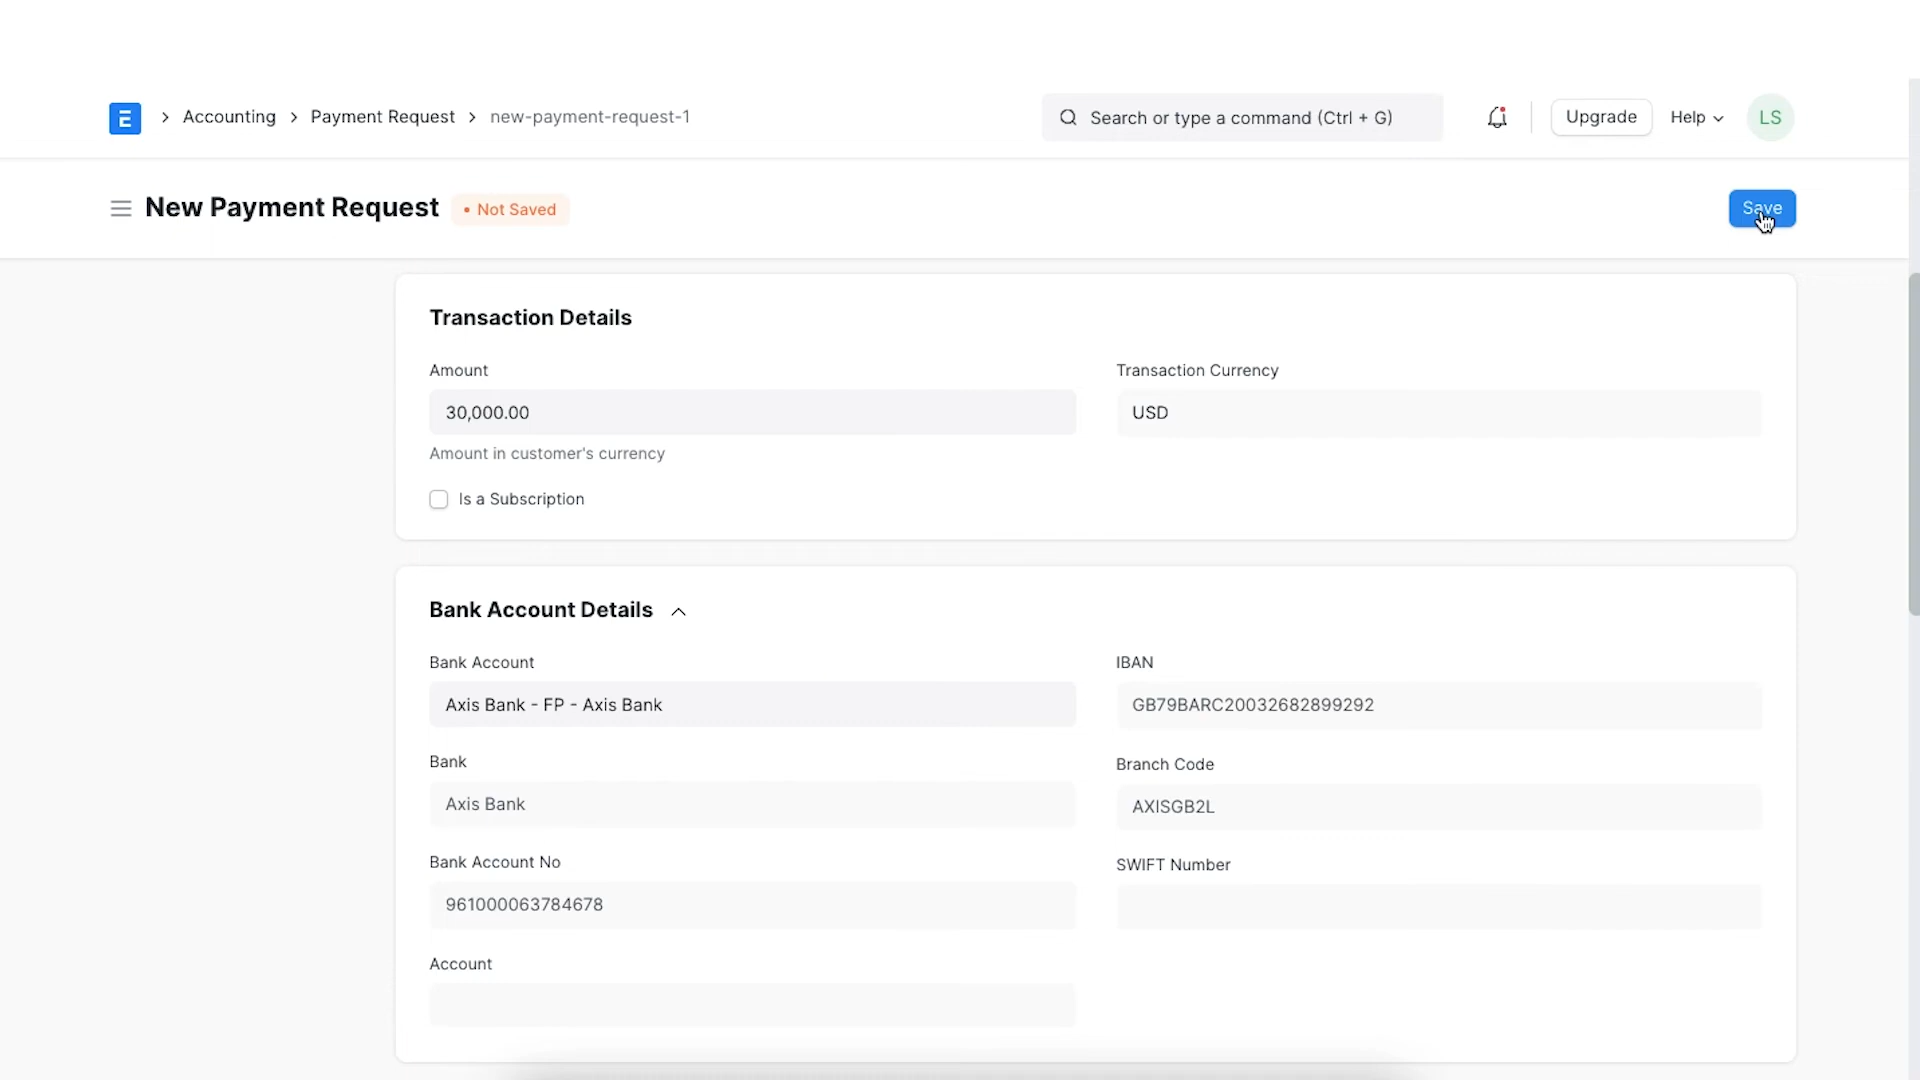 E
Accounting
Payment Request
new-payment-request-1
Search or type a command (Ctrl + G)
Upgrade
Help
LS
New Payment Request
• Not Saved
Save
Transaction Details
Amount
Transaction Currency
30,000.00
USD
Amount in customer's currency
Is a Subscription
Bank Account Details
Bank Account
IBAN
Axis Bank - FP - Axis Bank
GB79BARC20032682899292
Bank
Branch Code
Axis Bank
AXISGB2L
Bank Account No
SWIFT Number
961000063784678
Account